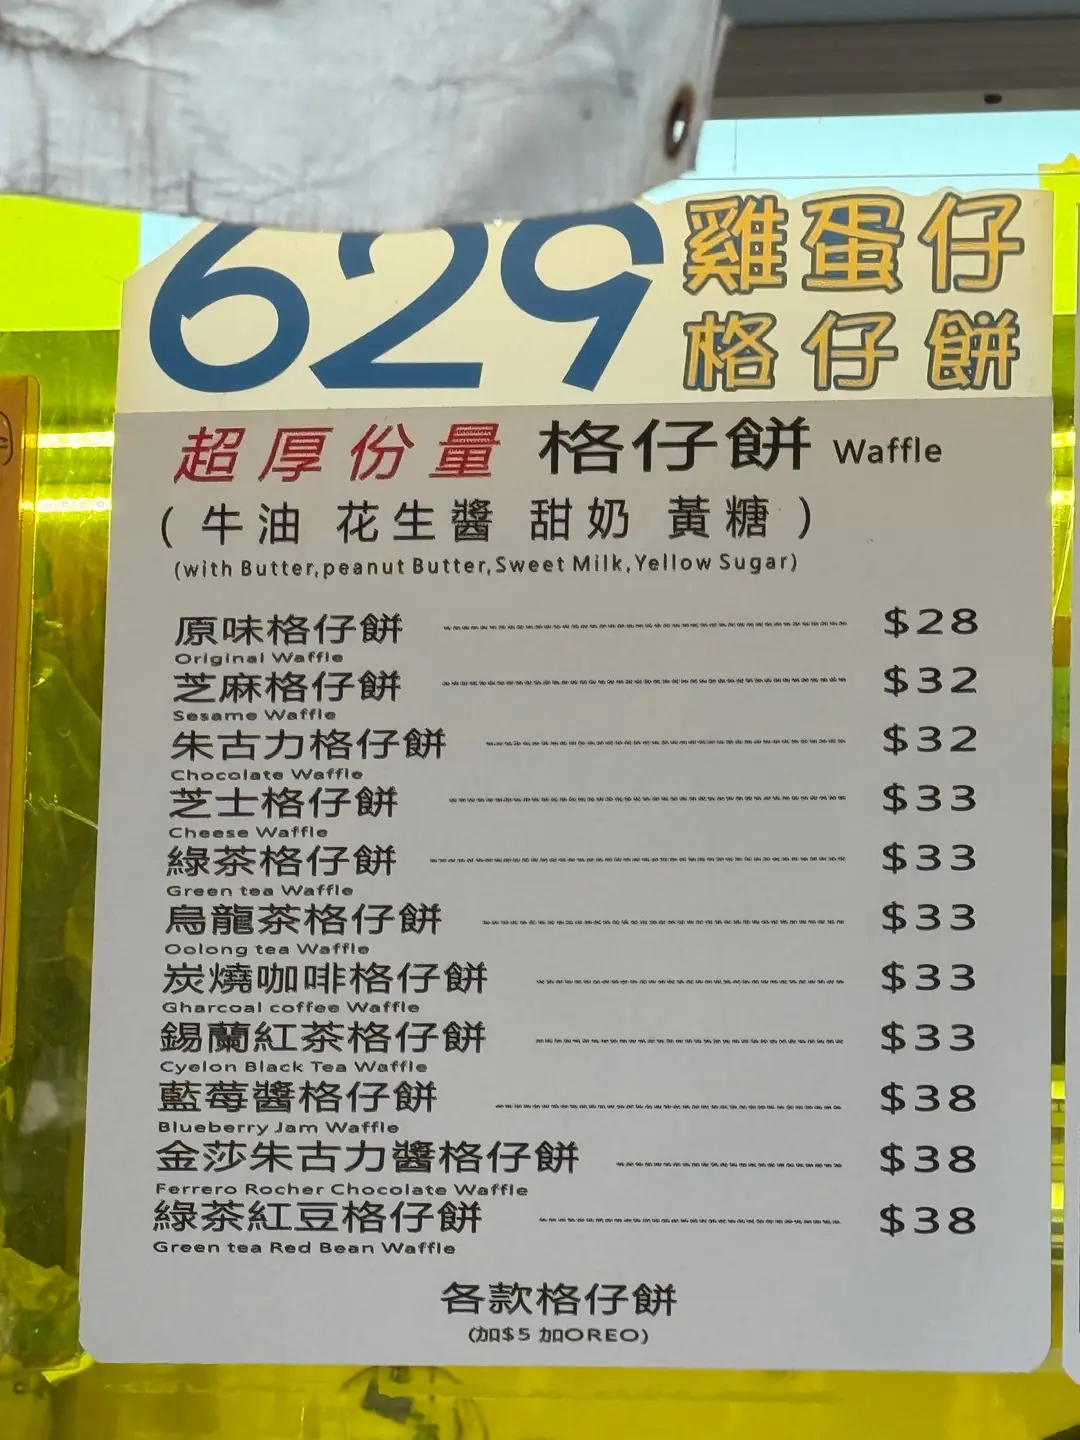 629 雞蛋仔
格仔餅
超厚份量 格仔餅 Waffle
(牛油 花生醬 甜奶 黃糖)
(with Butter,peanut Butter,Sweet Milk,Yellow Sugar)
原味格仔餅 $28
Original Waffle
芝麻格仔餅 $32
Sesame Waffle
朱古力格仔餅 $32
Chocolate Waffle
芝士格仔餅 $33
Cheese Waffle
綠茶格仔餅 $33
Green tea Waffle
烏龍茶格仔餅 $33
Oolong tea Waffle
炭燒咖啡格仔餅 $33
Gharcoal coffee Waffle
錫蘭紅茶格仔餅 $33
Cyelon Black Tea Waffle
藍莓醬格仔餅 $38
Blueberry Jam Waffle
金莎朱古力醬格仔餅 $38
Ferrero Rocher Chocolate Waffle
綠茶紅豆格仔餅 $38
Green tea Red Bean Waffle
各款格仔餅
(加$5 加OREO)